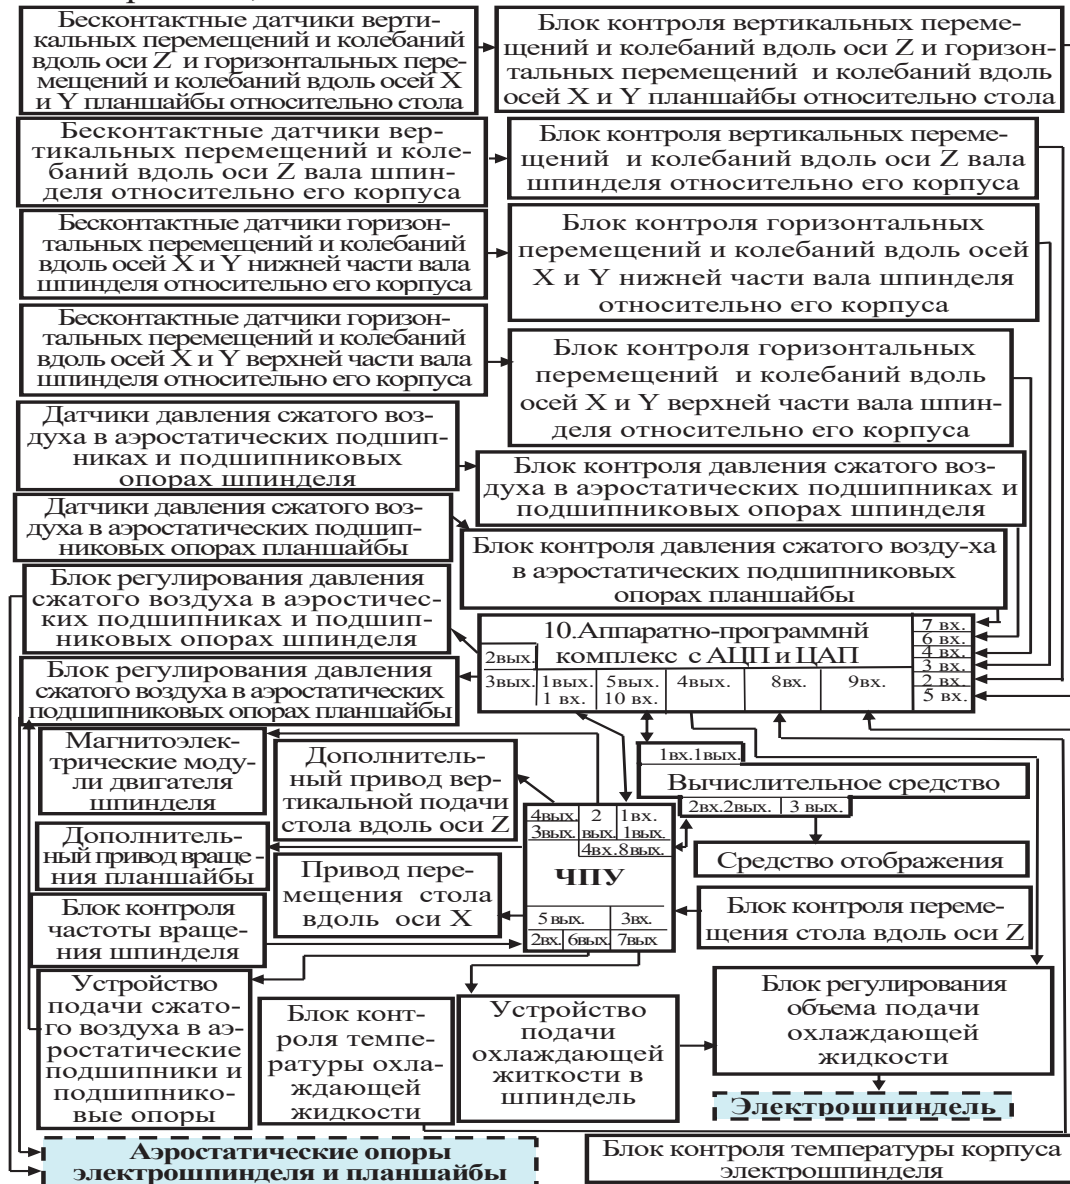 Бесконтактные датчики верти-
кальных перемещений и колебаний
вдоль оси Z и горизонтальных пере-
мещений и колебаний вдоль осей X
и Y планшайбы относительно стола
Блок контроля вертикальных переме-
щений и колебаний вдоль оси Z и горизон-
тальных перемещений и колебаний вдоль
осей X и Y планшайбы относительно стола
Бесконтактные датчики вер-
тикальных перемещений и коле-
баний вдоль оси Z вала шпин-
деля относительно его корпуса
Блок контроля вертикальных переме-
щений и колебаний вдоль оси Z вала
шпинделя относительно его корпуса
Бесконтактные датчики горизон-
тальных перемещений и колебаний
вдоль осей X и Y нижней части вала
шпинделя относительно его корпуса
Блок контроля горизонтальных
перемещений и колебаний вдоль осей
X и Y нижней части вала шпинделя
относительно его корпуса
Бесконтактные датчики горизон-
тальных перемещений и колебаний
вдоль осей X и Y верхней части вала
шпинделя относительно его корпуса
Блок контроля горизонтальных
перемещений и колебаний вдоль
осей X и Y верхней части вала шпин-
деля относительно его корпуса
Датчики давления сжатого воз-
духа в аэростатических подшип-
никах и подшипниковых
опорах шпинделя
Блок контроля давления сжатого воз-
духа в аэростатических подшипниках и
подшипниковых опорах шпинделя
Датчики давления сжатого воз-
духа в аэростатических подшип-
никовых опорах планшайбы
Блок контроля давления сжатого возду-ха
в аэростатических подшипниковых
опорах планшайбы
Блок регулирования давления
сжатого воздуха в аэростичес-
ких подшипниках и подшип-
никовых опорах шпинделя
10.Аппаратно-программнй
комплекс с АЦП и ЦАП
7 вх.
6 вх.
4 вх.
3 вх.
2 вх.
5 вх.
2вых.
3вых.
1вых.
1 вх.
5вых.
10 вх.
4вых.
8вх.
9вх.
Блок регулирования давления
сжатого воздуха в аэростатических
подшипниковых опорах планшайбы
Магнитоэлек-
трические моду-
ли двигателя
шпинделя
Дополнитель-
ный привод вер-
тикальной подачи
стола вдоль оси Z
1вх.1вых.
Вычислительное средство
2вх.2вых.
3 вых.
Средство отображения
4вых.
3вых.
2
вых.
1вх.
1вых.
4вх.8вых.
ЧПУ
5 вых.
3вх.
2вх.
6вых.
7вых
Дополнитель-
ный привод враще-
ния планшайбы
Привод пере-
мещения стола
вдоль оси X
Блок контроля переме-
щения стола вдоль оси Z
Блок контроля
частоты враще-
ния шпинделя
Устройство
подачи сжато-
го воздуха в аэ-
ростатические
подшипники и
подшипнико-
вые опоры
Блок конт-
роля темпе-
ратуры охла-
ждающей
жидкости
Устройство
подачи
охлаждающей
житкости в
шпиндель
Блок регулирования
объема подачи
охлаждающей
жидкости
Электрошпиндель
Аэростатические опоры
электрошпинделя и планшайбы
Блок контроля температуры корпуса
электрошпинделя